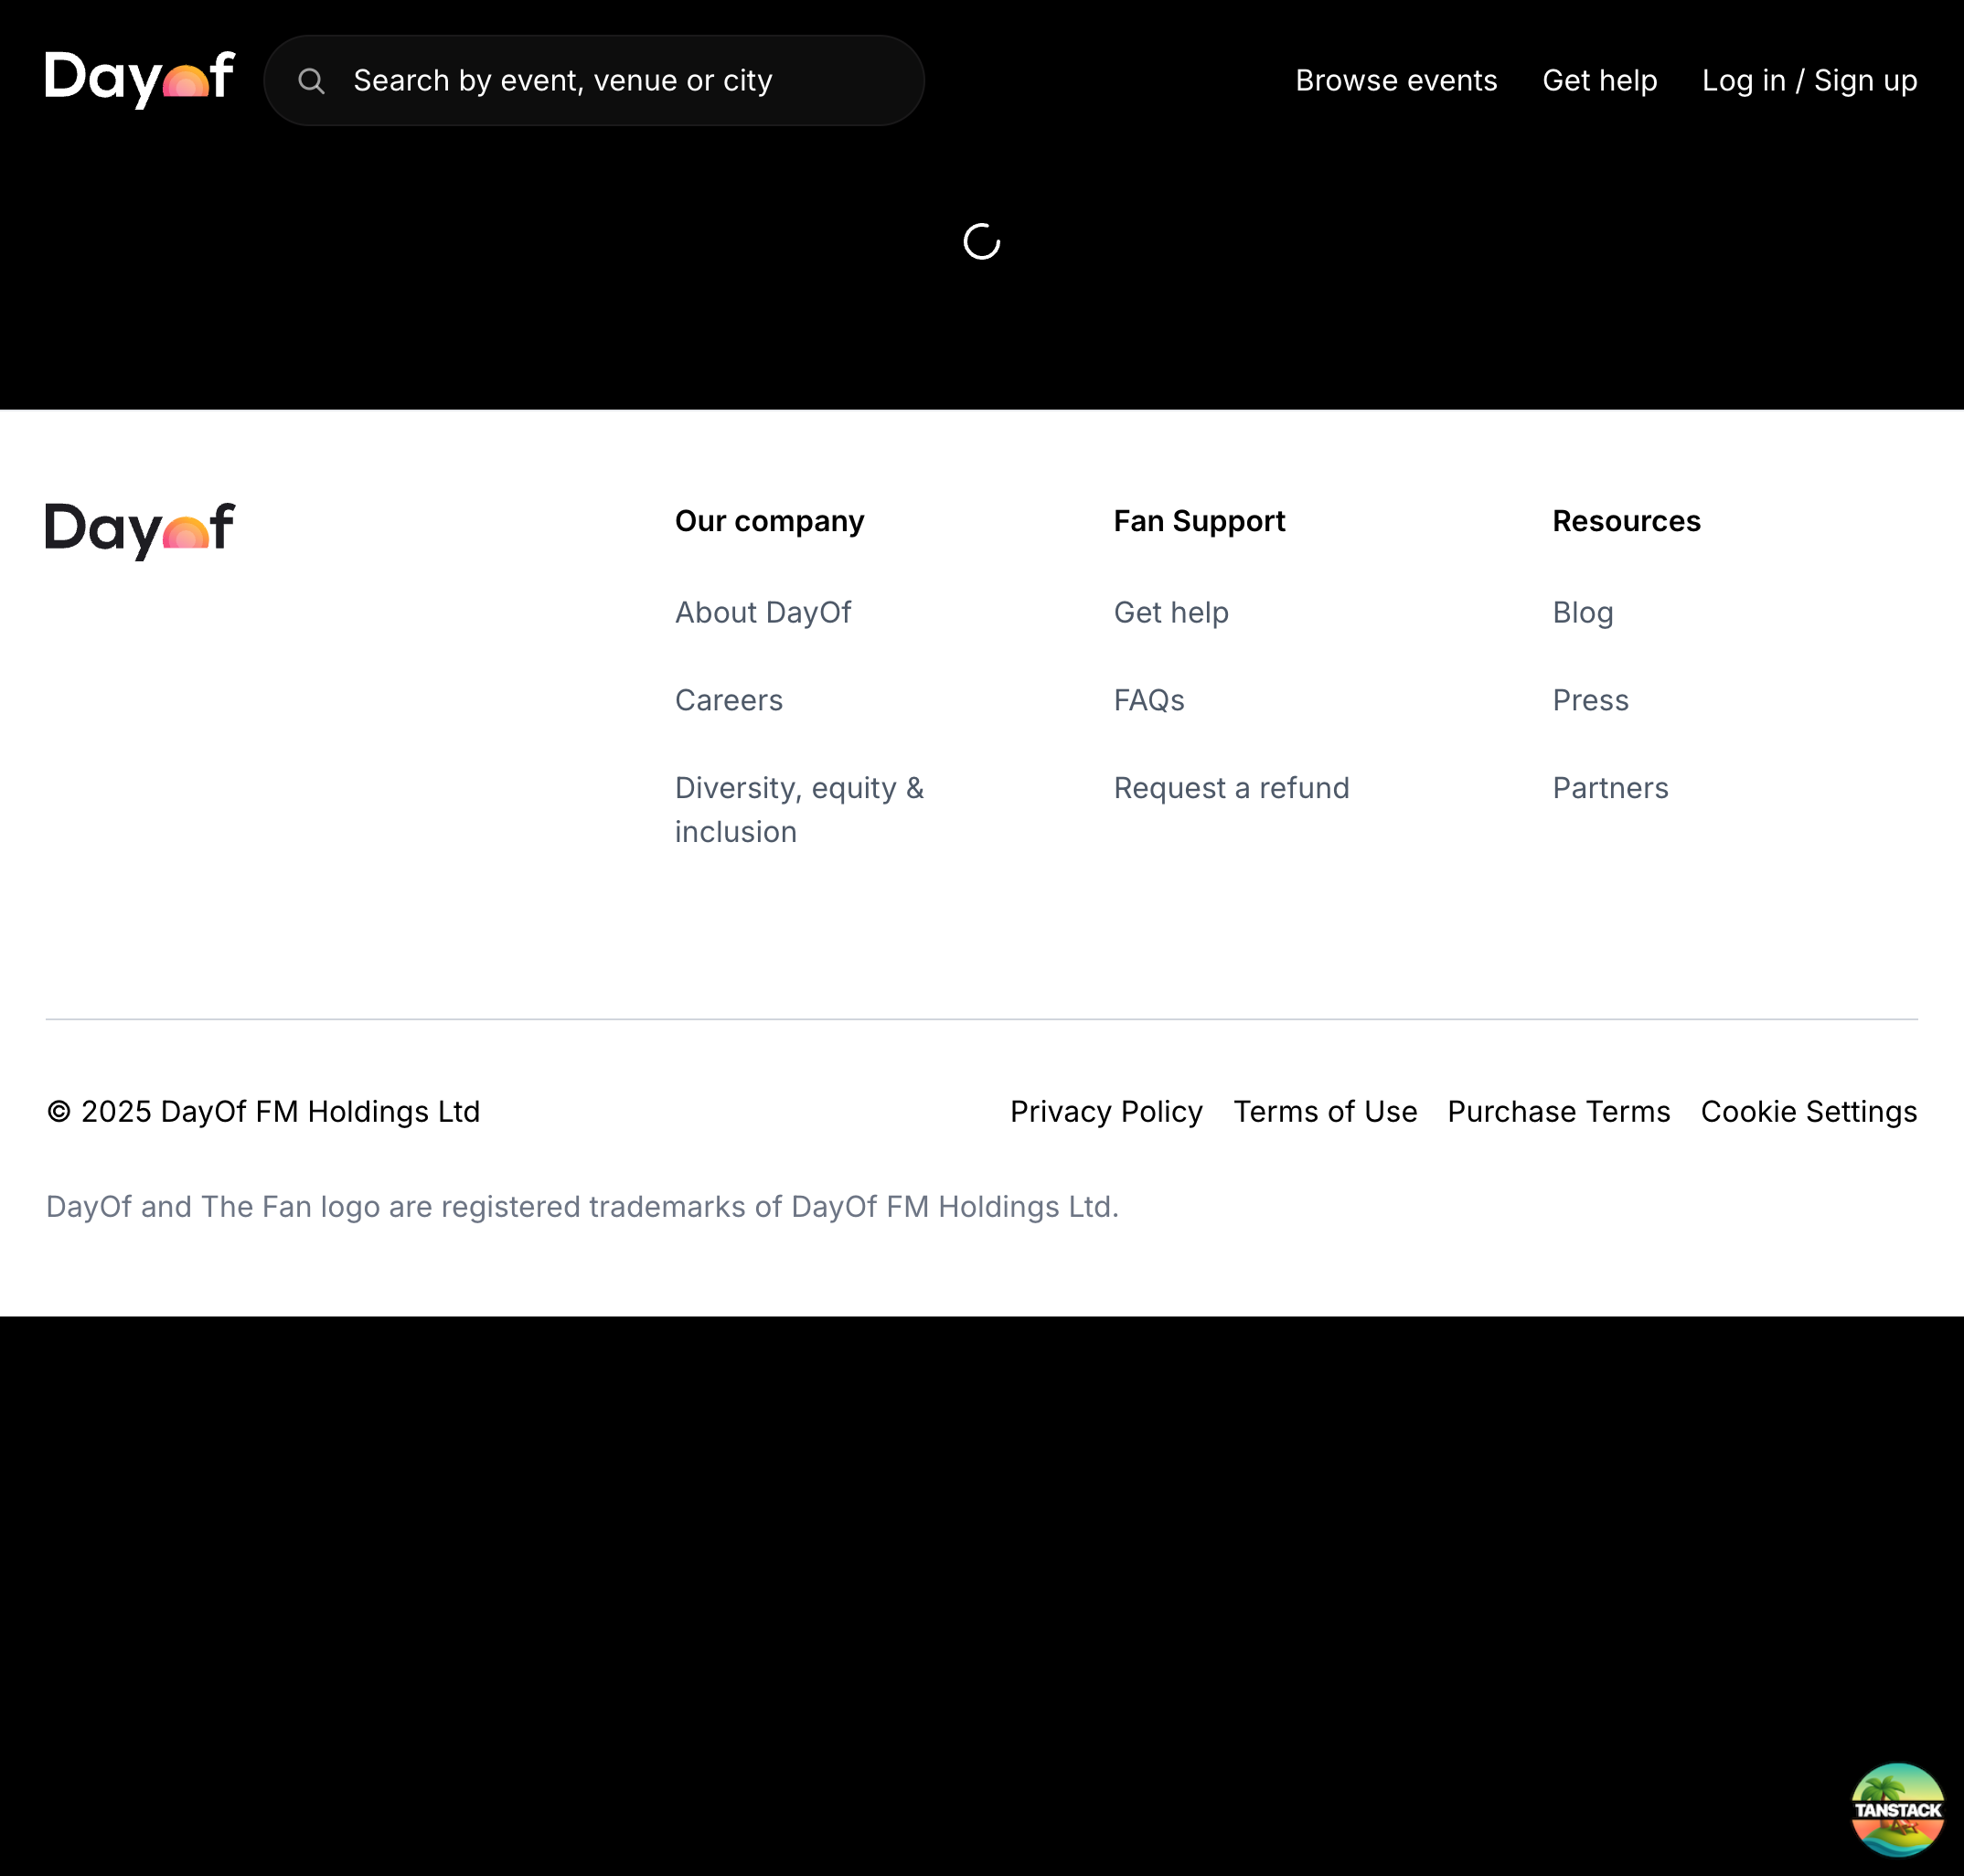 Dayof
Search by event, venue or city
Browse events
Get help
Log in / Sign up
Dayof
Our company
About DayOf
Careers
Diversity, equity &
inclusion
Fan Support
Get help
FAQs
Request a refund
Resources
Blog
Press
Partners
© 2025 DayOf FM Holdings Ltd
Privacy Policy
Terms of Use
Purchase Terms
Cookie Settings
DayOf and The Fan logo are registered trademarks of DayOf FM Holdings Ltd.
TANSTACK